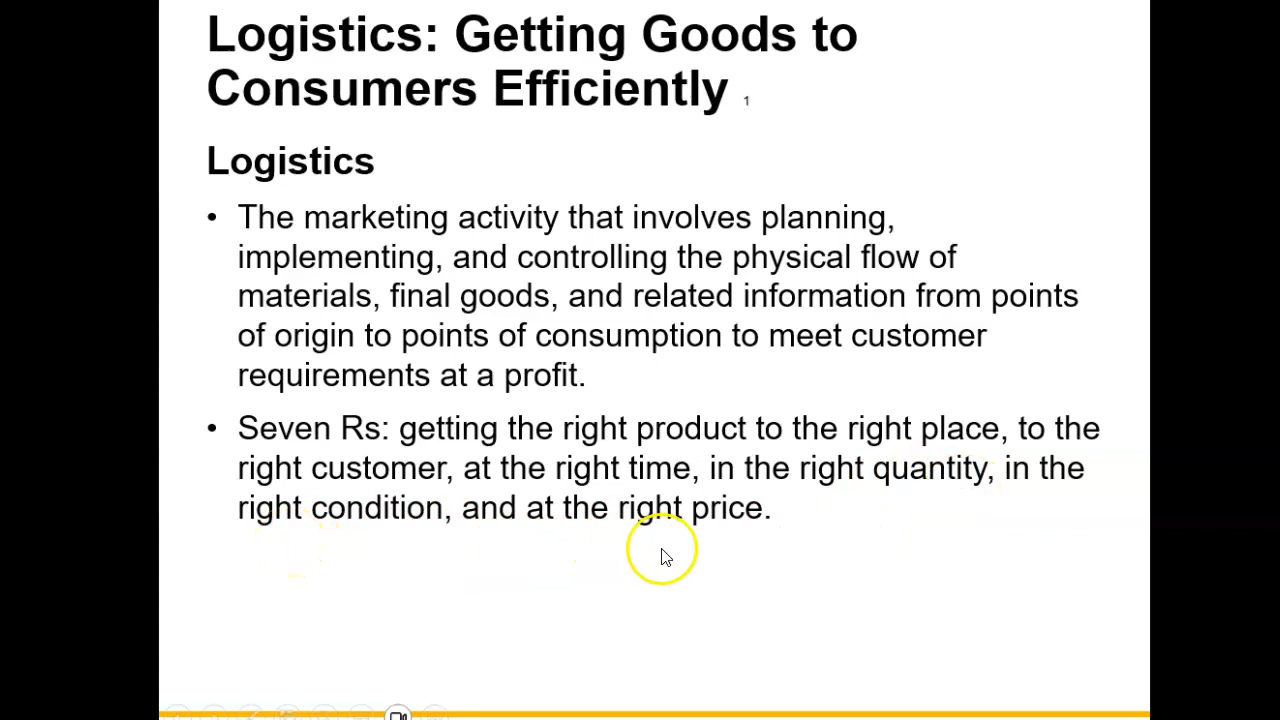 Logistics: Getting Goods to
Consumers Efficiently 1
Logistics
• The marketing activity that involves planning,
implementing, and controlling the physical flow of
materials, final goods, and related information from points
of origin to points of consumption to meet customer
requirements at a profit.
• Seven Rs: getting the right product to the right place, to the
right customer, at the right time, in the right quantity, in the
right condition, and at the right price.